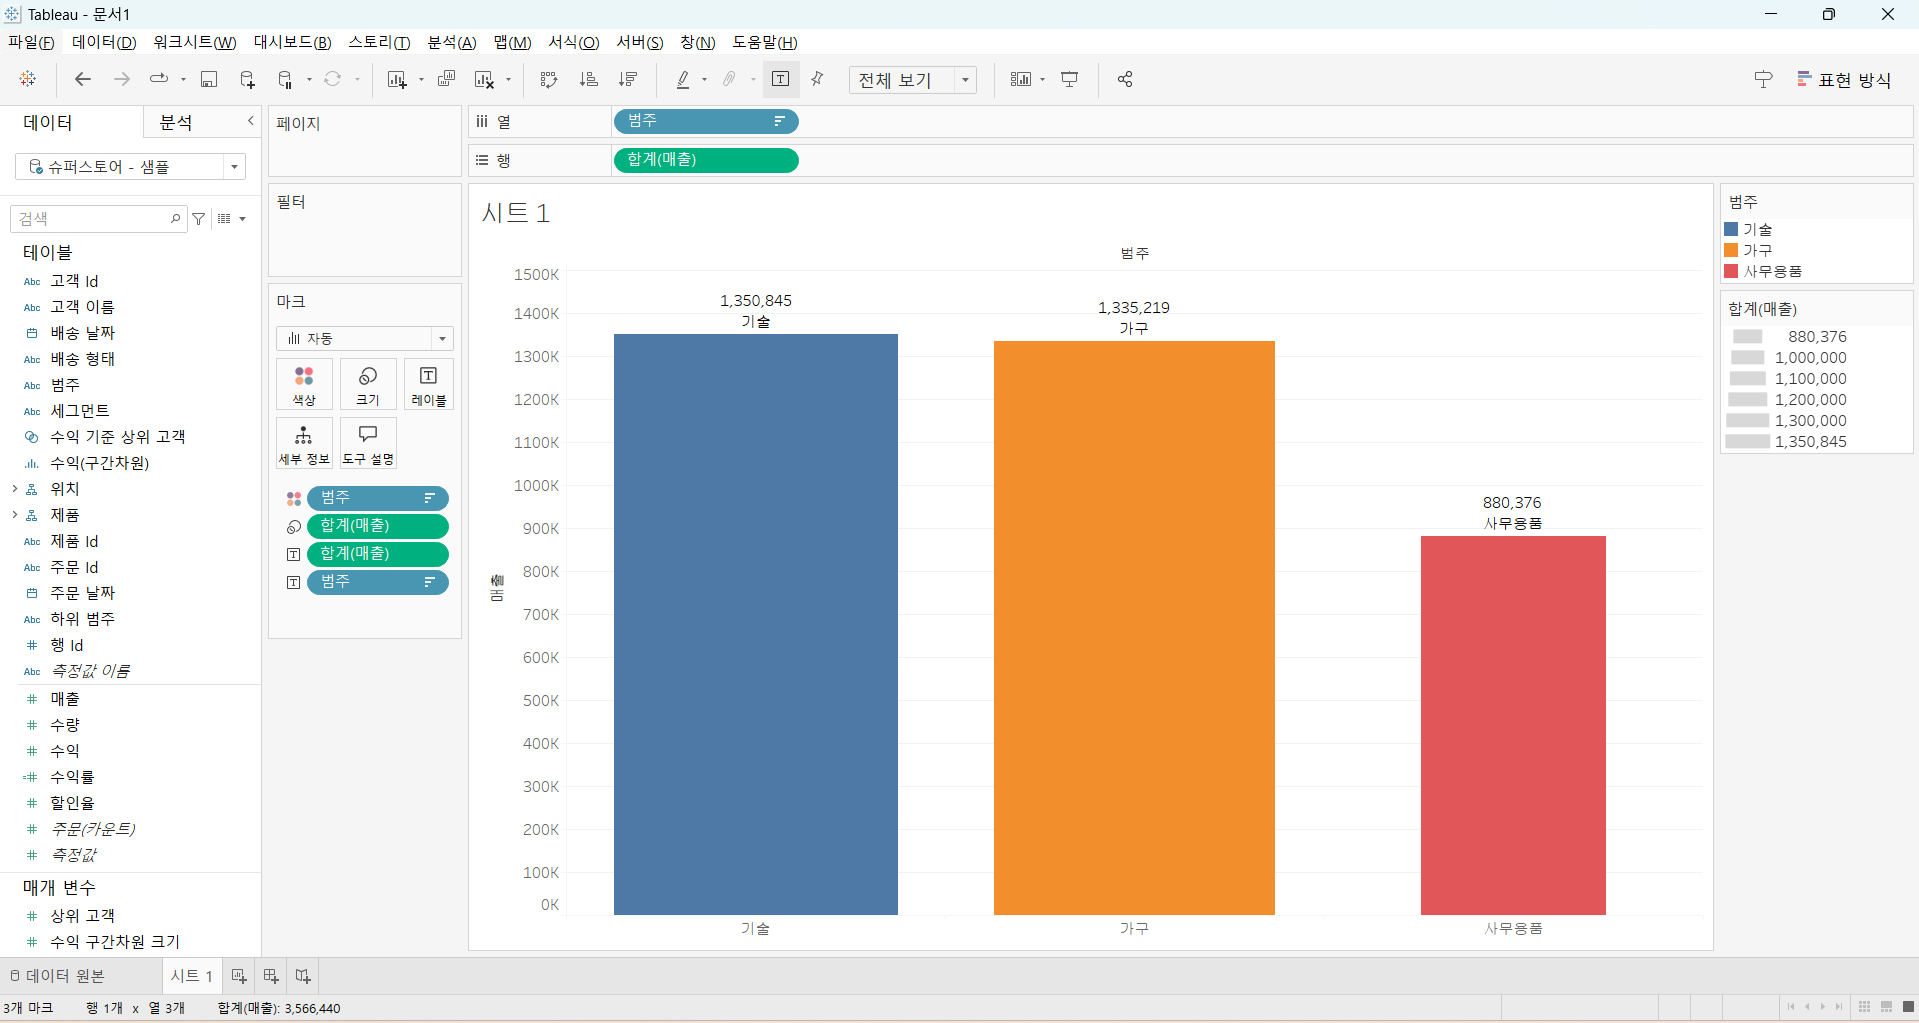 Tableau - 문서1
파일(F) 데이터(D) 워크시트(W) 대시보드(B) 스토리(T) 분석(A) 맵(M) 서식(O) 서버(S) 창(N) 도움말(H)
전체 보기
표현 방식
데이터
분석
슈퍼스토어 - 샘플
검색
테이블
Abc 고객 Id
Abc 고객 이름
배송 날짜
Abc 배송 형태
Abc 범주
Abc 세그먼트
수익 기준 상위 고객
수익(구간차원)
위치
제품
Abc 제품 Id
Abc 주문 Id
주문 날짜
Abc 하위 범주
# 행 Id
Abc 측정값 이름
# 매출
# 수량
# 수익
=# 수익률
# 할인율
# 주문(카운트)
# 측정값
매개 변수
# 상위 고객
# 수익 구간차원 크기
페이지
필터
마크
자동
색상
크기
레이블
세부 정보
도구 설명
범주
합계(매출)
합계(매출)
범주
열
범주
행
합계(매출)
시트 1
범주
1500K
1400K
1300K
1200K
1100K
1000K
900K
800K
700K
600K
500K
400K
300K
200K
100K
0K
매출
1,350,845
기술
1,335,219
가구
880,376
사무용품
기술
가구
사무용품
범주
기술
가구
사무용품
합계(매출)
880,376
1,000,000
1,100,000
1,200,000
1,300,000
1,350,845
데이터 원본
시트 1
3개 마크 행 1개 x 열 3개 합계(매출): 3,566,440